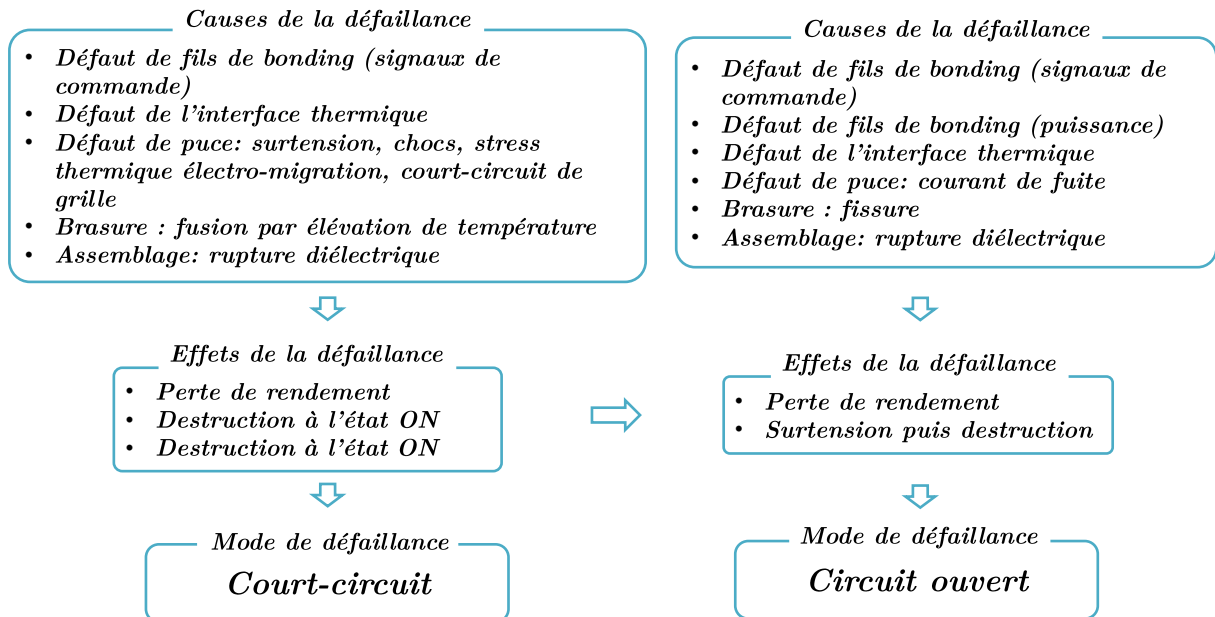 Causes de la défaillance
• Défaut de fils de bonding (signaux de
commande)
• Défaut de l'interface thermique
• Défaut de puce: surtension, chocs, stress
thermique électro-migration, court-circuit de
grille
• Brasure : fusion par élévation de température
• Assemblage: rupture diélectrique
Effets de la défaillance
• Perte de rendement
• Destruction à l'état ON
• Destruction à l'état ON
Mode de défaillance
Court-circuit
Causes de la défaillance
• Défaut de fils de bonding (signaux de
commande)
• Défaut de fils de bonding (puissance)
• Défaut de l'interface thermique
• Défaut de puce: courant de fuite
• Brasure : fissure
• Assemblage: rupture diélectrique
Effets de la défaillance
• Perte de rendement
• Surtension puis destruction
Mode de défaillance
Circuit ouvert